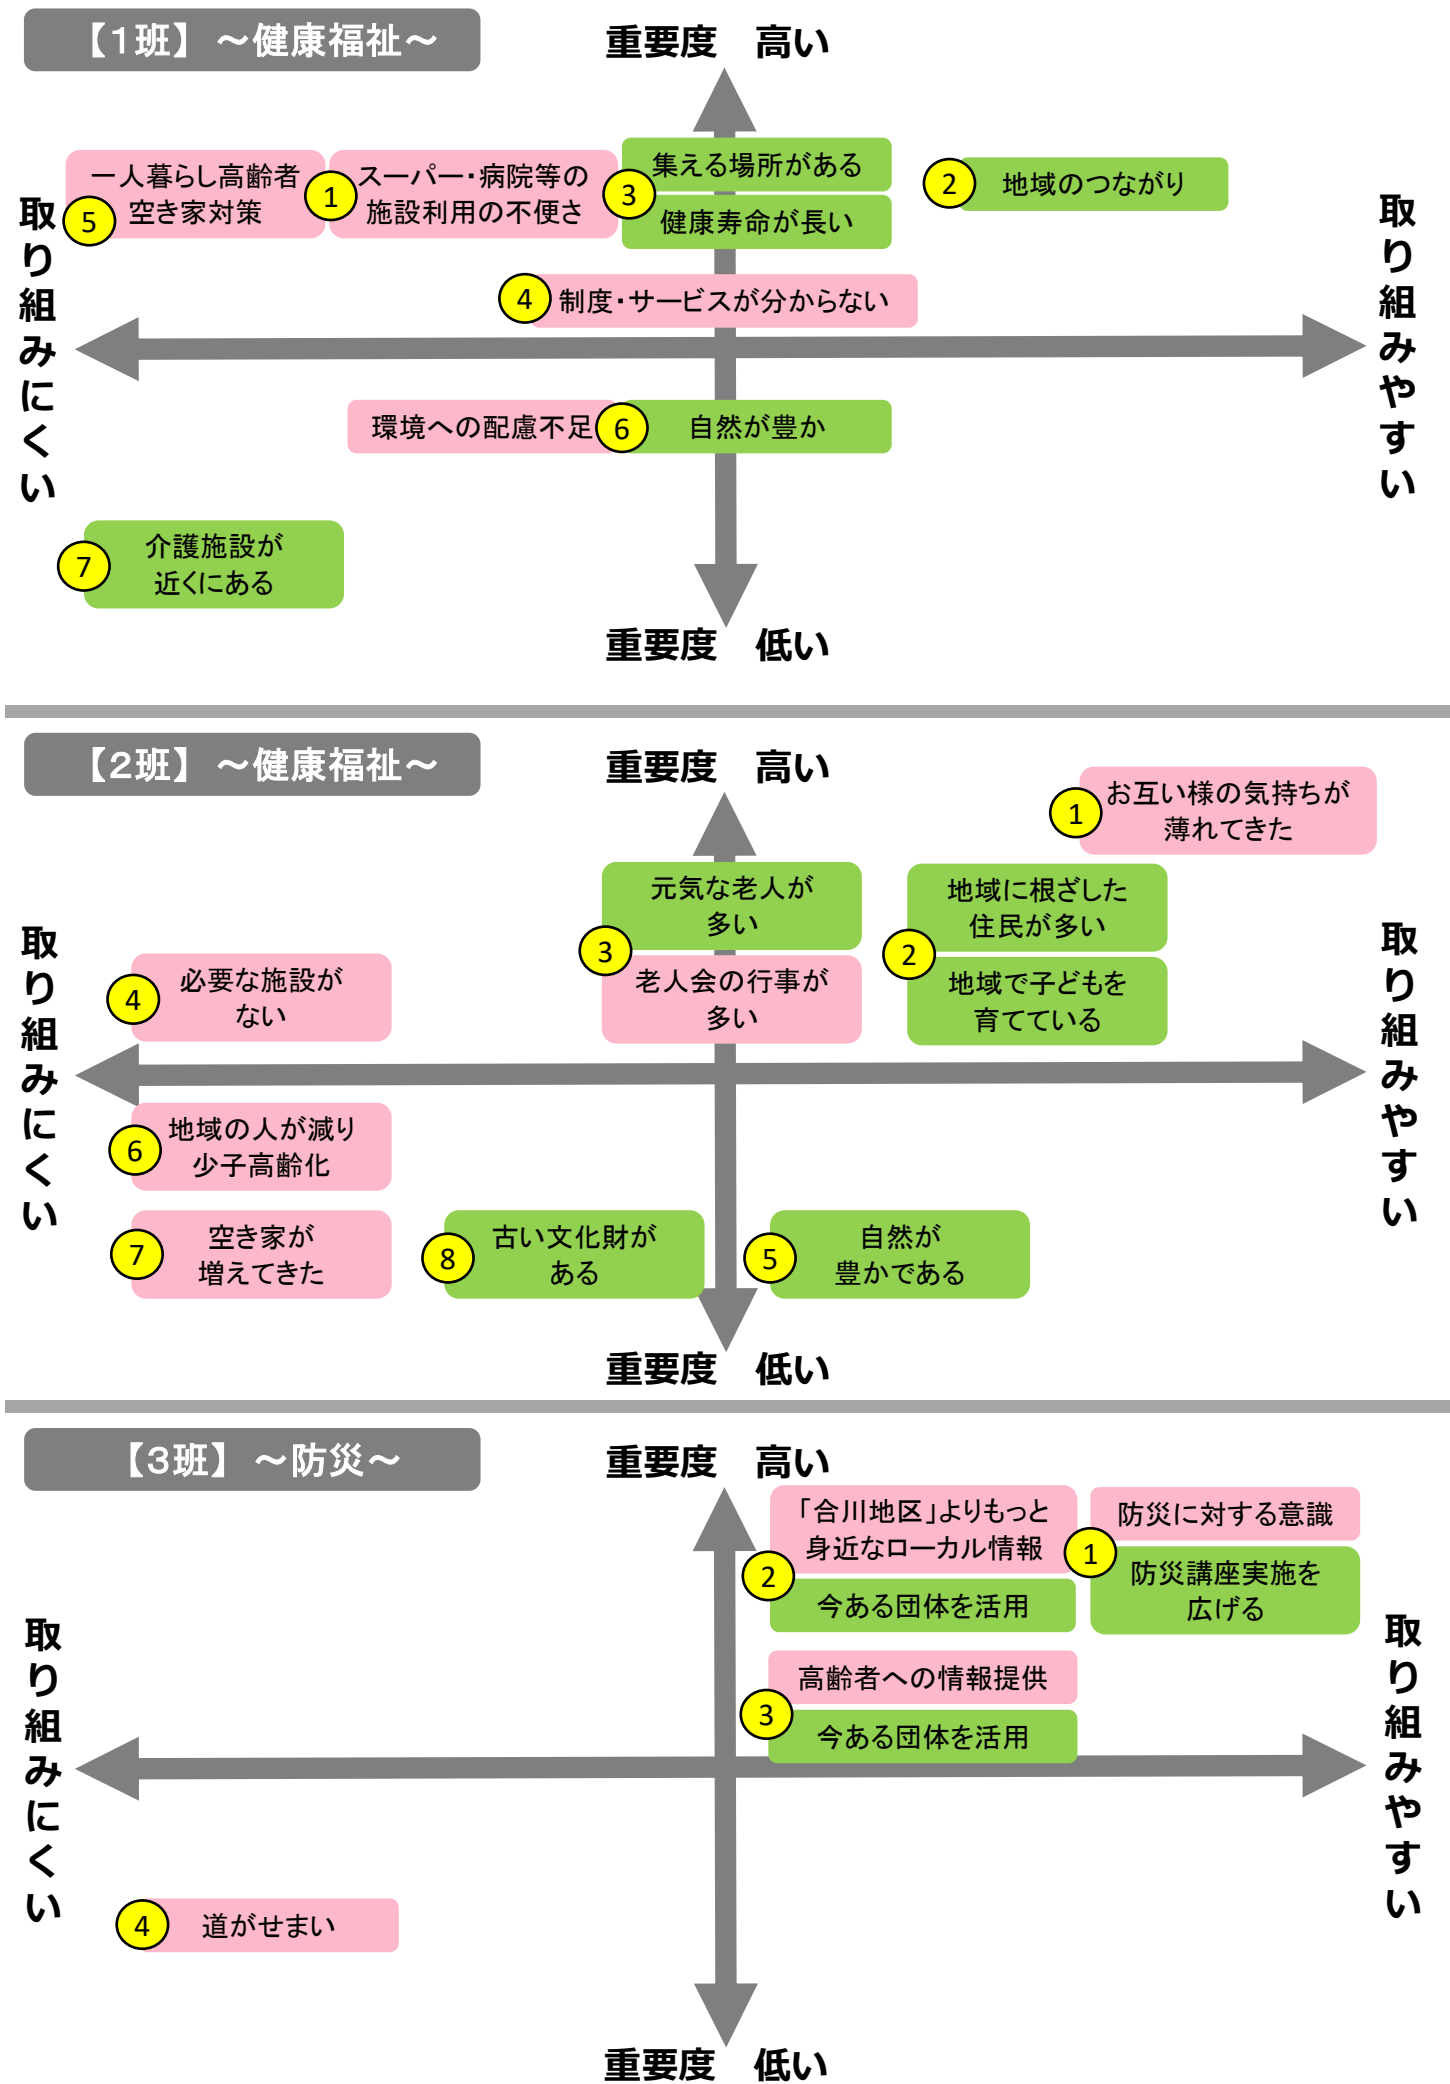 【1班】 ～健康福祉～
重要度　高い
一人暮らし高齢者
空き家対策
5
スーパー・病院等の
施設利用の不便さ
1
集える場所がある
3
健康寿命が長い
2
地域のつながり
取り組みにくい
取り組みやすい
4
制度・サービスが分からない
環境への配慮不足
6
自然が豊か
7
介護施設が
近くにある
重要度　低い
【2班】 ～健康福祉～
重要度　高い
1
お互い様の気持ちが
薄れてきた
元気な老人が
多い
3
老人会の行事が
多い
地域に根ざした
住民が多い
2
地域で子どもを
育てている
取り組みにくい
取り組みやすい
4
必要な施設が
ない
6
地域の人が減り
少子高齢化
7
空き家が
増えてきた
8
古い文化財が
ある
5
自然が
豊かである
重要度　低い
【3班】 ～防災～
重要度　高い
「合川地区」よりもっと
身近なローカル情報
2
今ある団体を活用
防災に対する意識
1
防災講座実施を
広げる
高齢者への情報提供
3
今ある団体を活用
取り組みにくい
取り組みやすい
4
道がせまい
重要度　低い